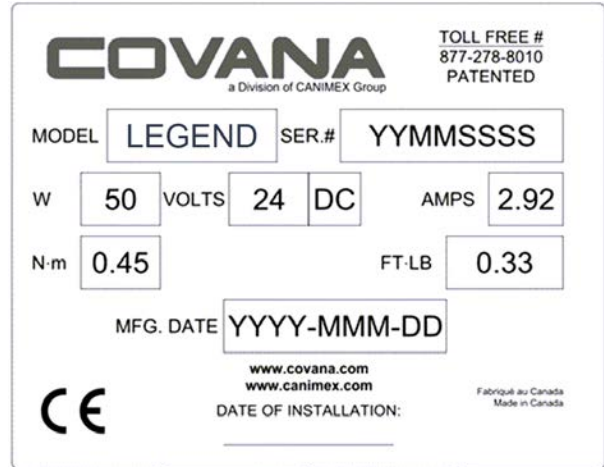 COVANA
a Division of CANIMEX Group
TOLL FREE #
877-278-8010
PATENTED
MODEL LEGEND SER.# YYMMSSSS
W 50 VOLTS 24 DC AMPS 2.92
N·m 0.45 FT·LB 0.33
MFG. DATE YYYY-MMM-DD
www.covana.com
www.canimex.com
CE
DATE OF INSTALLATION:
Fabriqué au Canada
Made in Canada